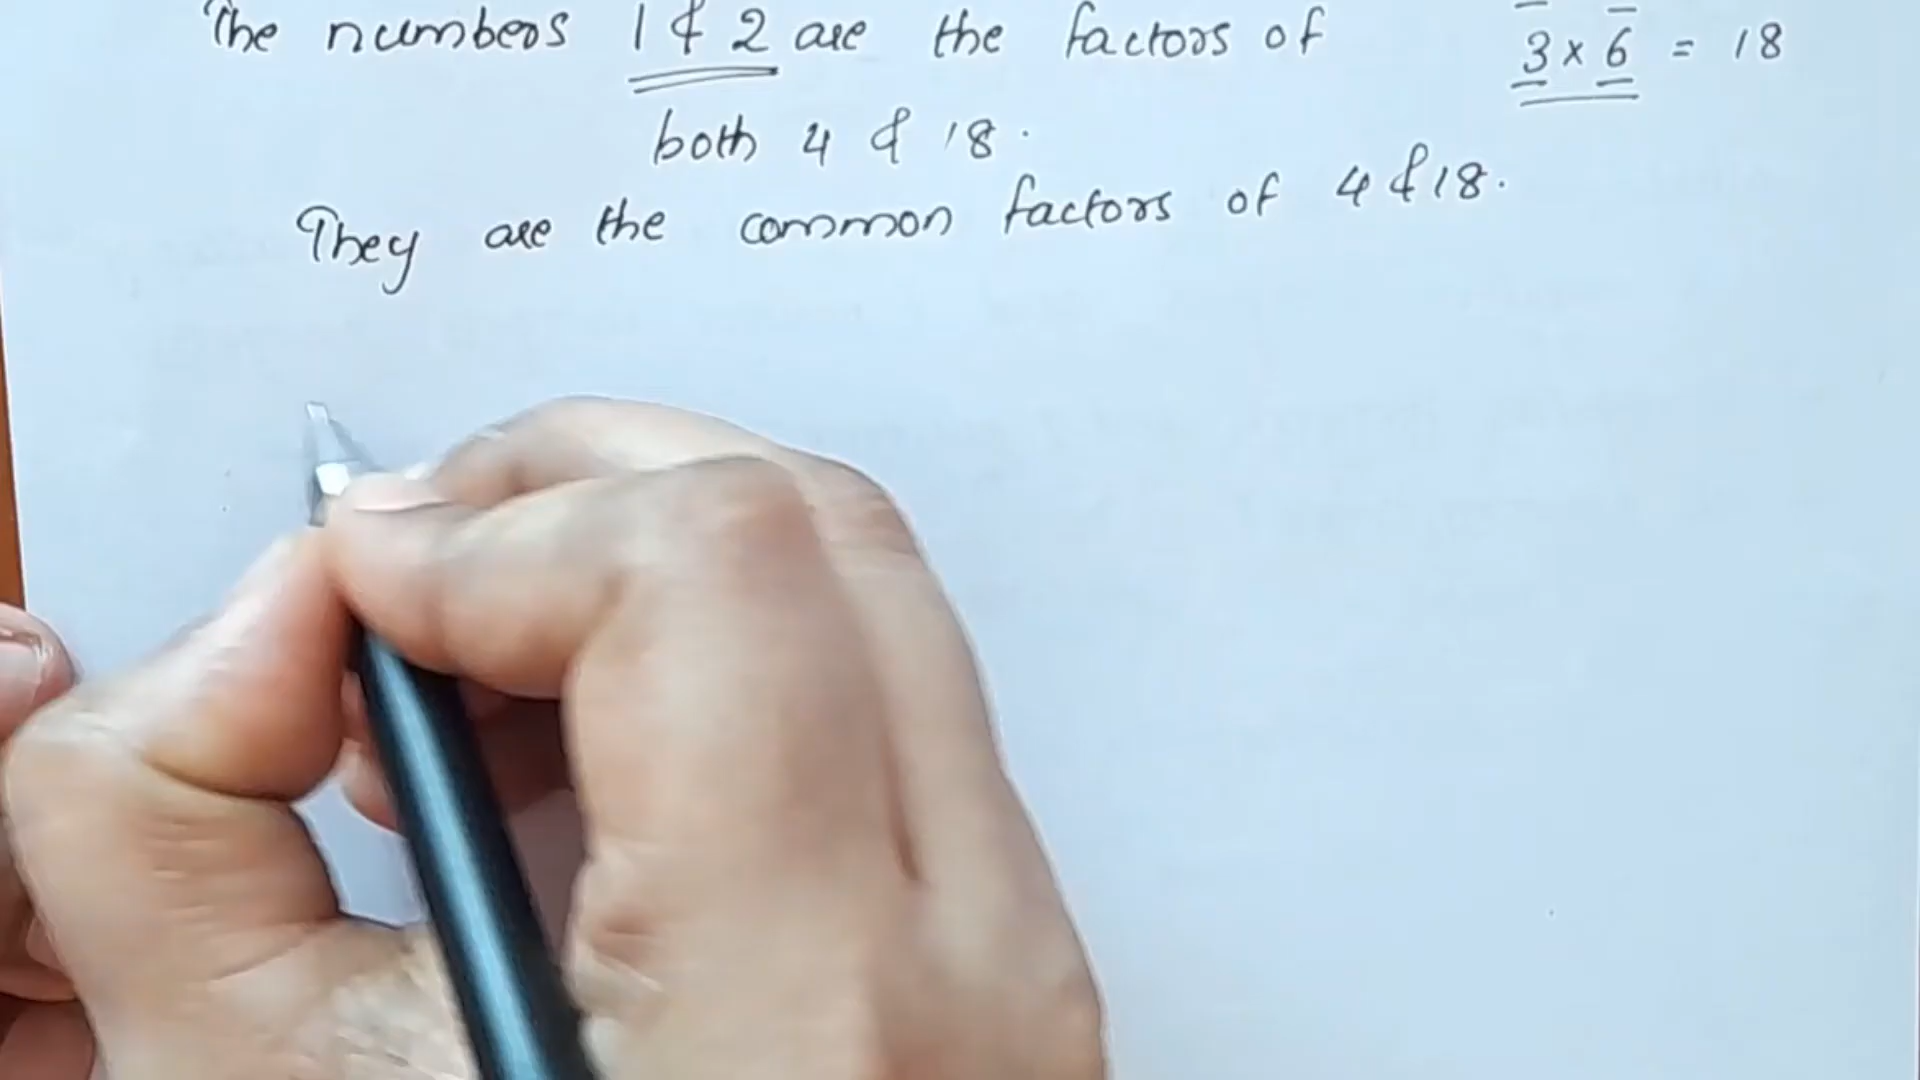 The numbers 1 & 2 are the factors of
3 x 6 = 18
both 4 & 18.
They are the common factors of 4 & 18.